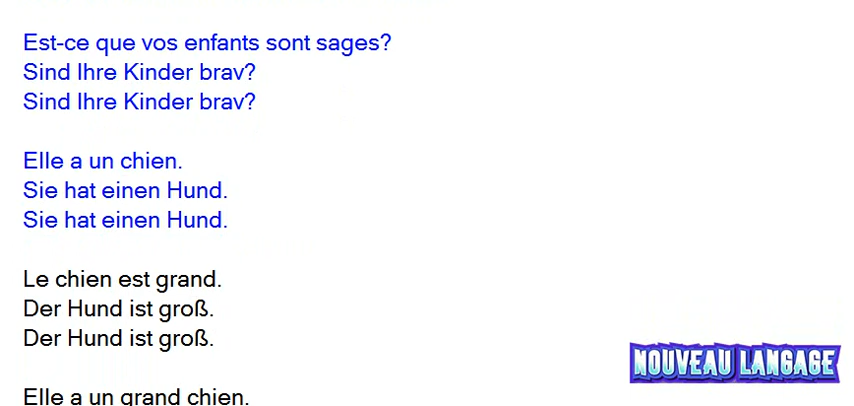 Est-ce que vos enfants sont sages?
Sind Ihre Kinder brav?
Sind Ihre Kinder brav?
Elle a un chien.
Sie hat einen Hund.
Sie hat einen Hund.
Le chien est grand.
Der Hund ist groß.
Der Hund ist groß.
NOUVEAU LANGAGE
Elle a un grand chien.